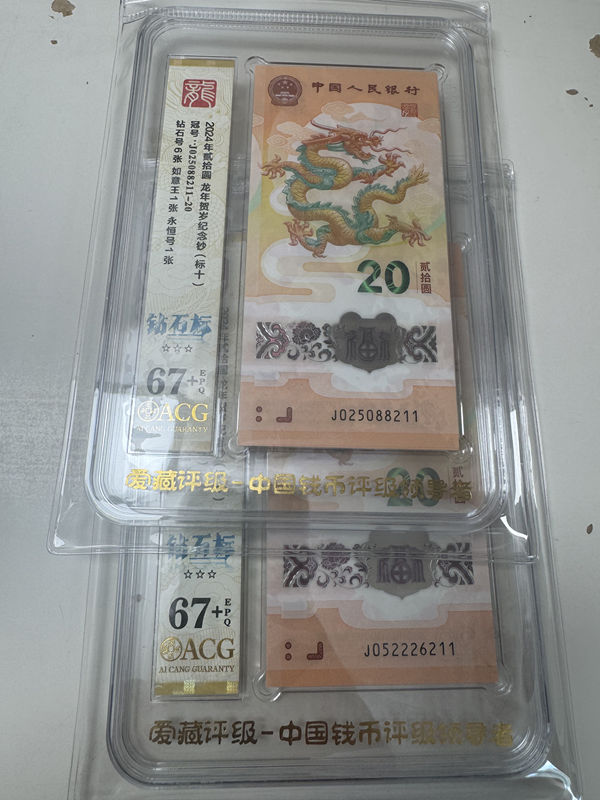 龍
2024年贰拾圆 龙年贺岁纪念钞(标十)
冠号:J025088211-20
钻石号6张 如意王1张 永恒号1张
钻石标
☆☆☆
67+ EPQ
ACG
AI CANG GUARANTY
中国人民银行
20
贰拾圆
福
J025088211
爱藏评级-中国钱币评级领导者
钻石标
☆☆☆
67+ EPQ
ACG
AI CANG GUARANTY
20
J052226211
爱藏评级-中国钱币评级领导者